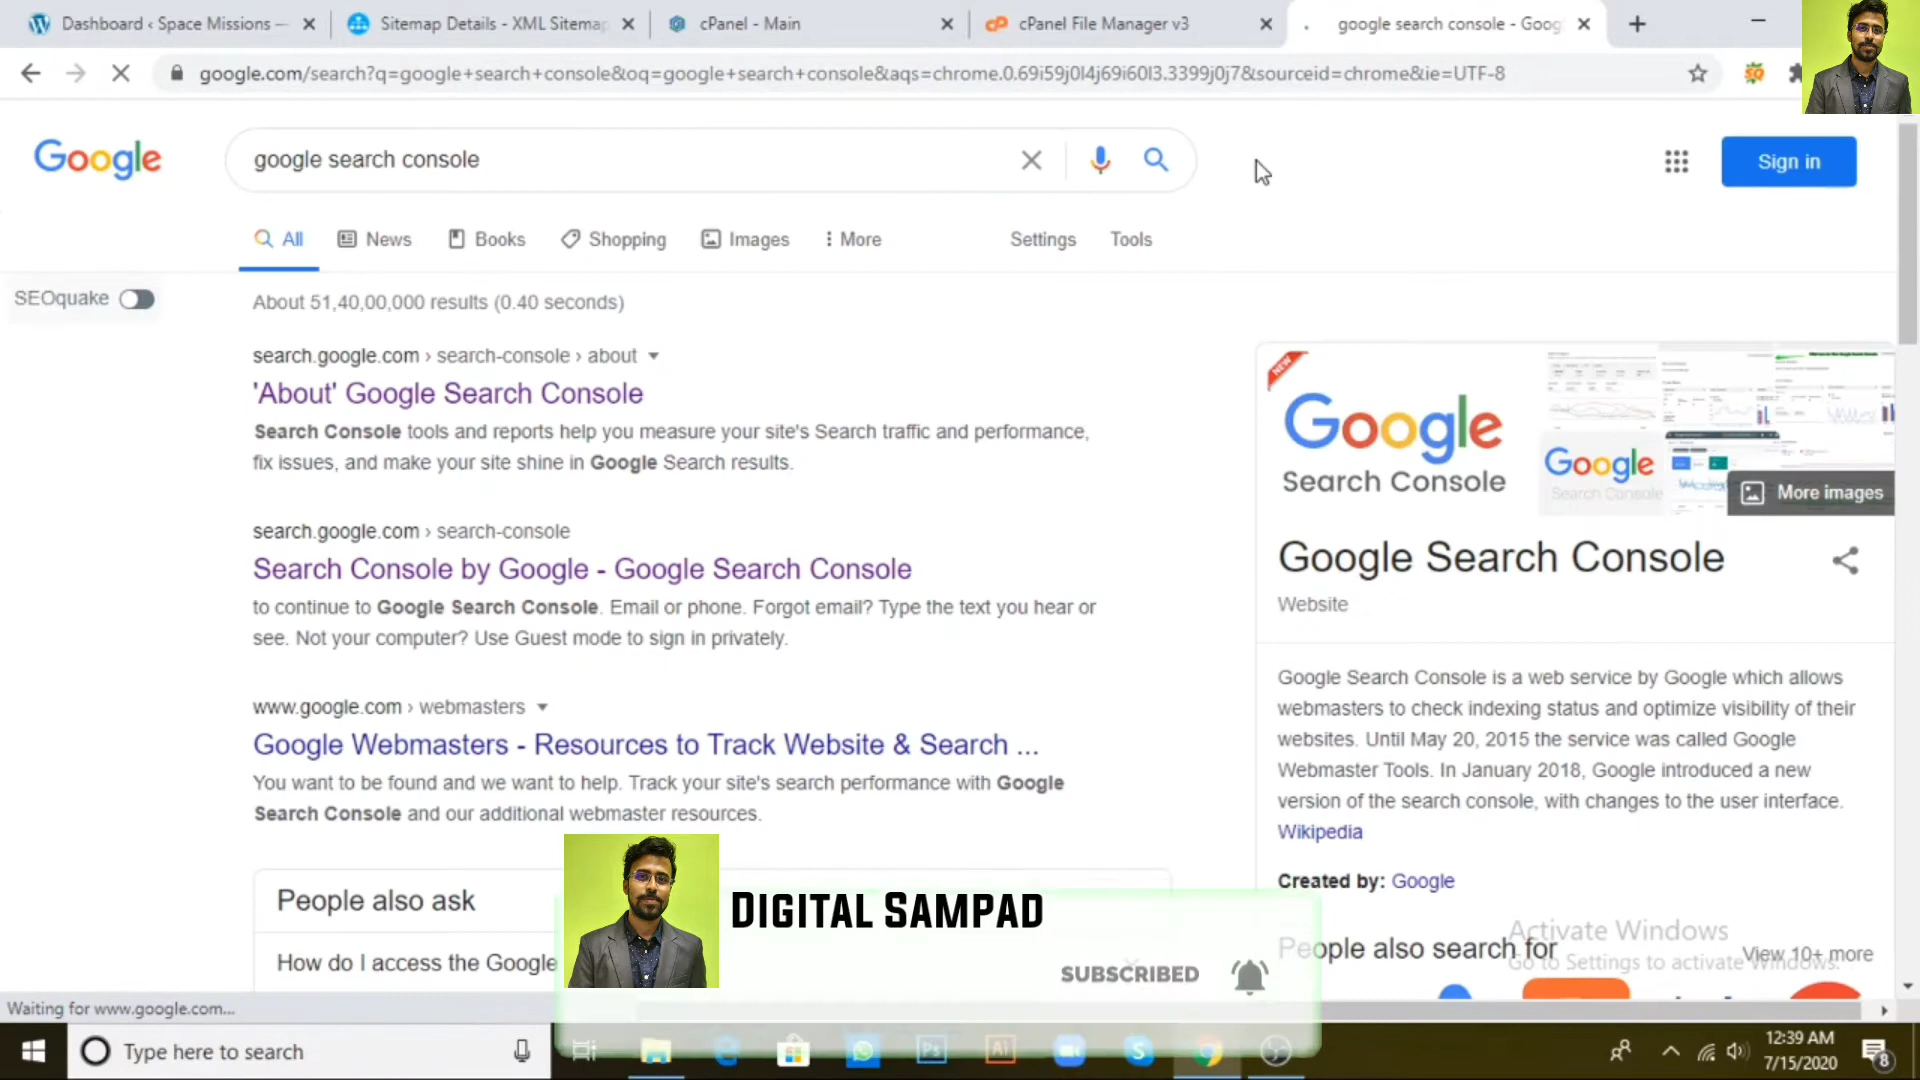 Dashboard ‹ Space Missions —
Sitemap Details - XML Sitemap
cPanel - Main
cPanel File Manager v3
google search console - Goog
google.com/search?q=google+search+console&oq=google+search+console&aqs=chrome.0.69i59j0l4j69i60l3.3399j0j7&sourceid=chrome&ie=UTF-8
Google
google search console
Sign in
All
News
Books
Shopping
Images
More
Settings
Tools
SEOquake
About 51,40,00,000 results (0.40 seconds)
search.google.com › search-console › about
'About' Google Search Console
Search Console tools and reports help you measure your site's Search traffic and performance,
fix issues, and make your site shine in Google Search results.
search.google.com › search-console
Search Console by Google - Google Search Console
to continue to Google Search Console. Email or phone. Forgot email? Type the text you hear or
see. Not your computer? Use Guest mode to sign in privately.
www.google.com › webmasters
Google Webmasters - Resources to Track Website & Search ...
You want to be found and we want to help. Track your site's search performance with Google
Search Console and our additional webmaster resources.
People also ask
How do I access the Google
NEW
Google
Search Console
Google
Search Console
More images
Google Search Console
Website
Google Search Console is a web service by Google which allows
webmasters to check indexing status and optimize visibility of their
websites. Until May 20, 2015 the service was called Google
Webmaster Tools. In January 2018, Google introduced a new
version of the search console, with changes to the user interface.
Wikipedia
Created by: Google
People also search for
View 10+ more
Activate Windows
Go to Settings to activate Windows.
DIGITAL SAMPAD
SUBSCRIBED
Waiting for www.google.com...
Type here to search
Ps
Ai
S
12:39 AM
7/15/2020
8